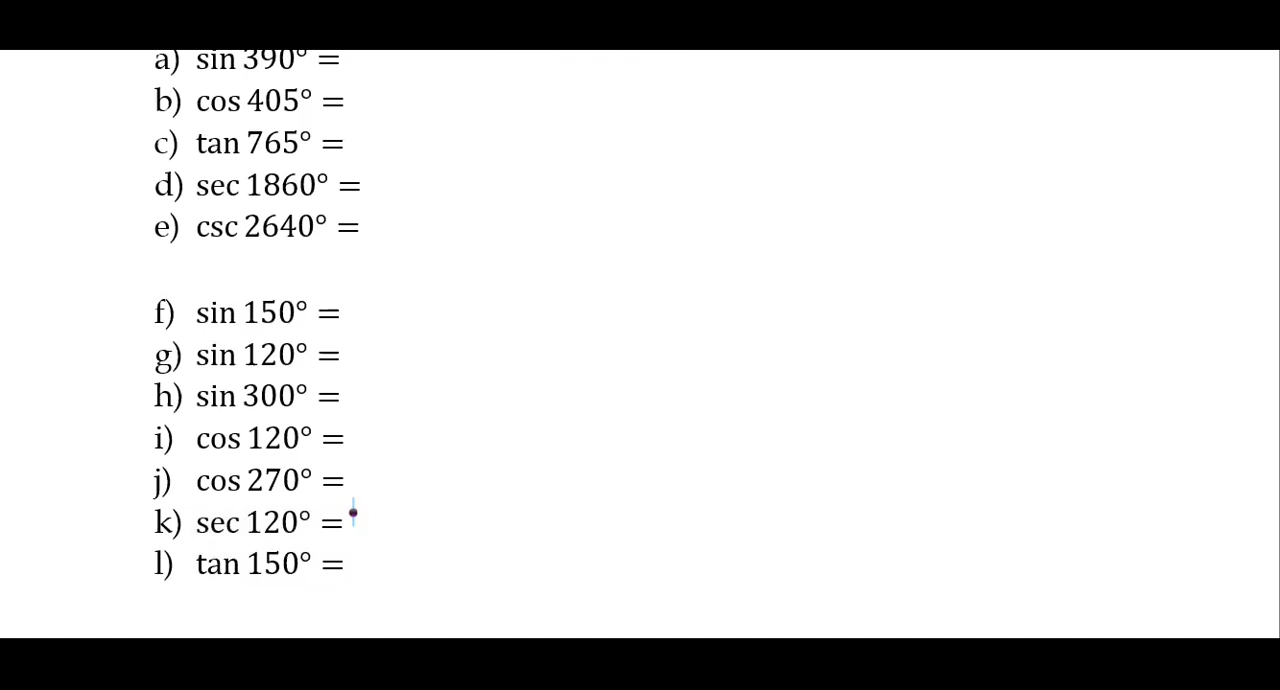 a) sin 390° =
b) cos 405° =
c) tan 765° =
d) sec 1860° =
e) csc 2640° =
f) sin 150° =
g) sin 120° =
h) sin 300° =
i) cos 120° =
j) cos 270° =
k) sec 120° =
l) tan 150° =